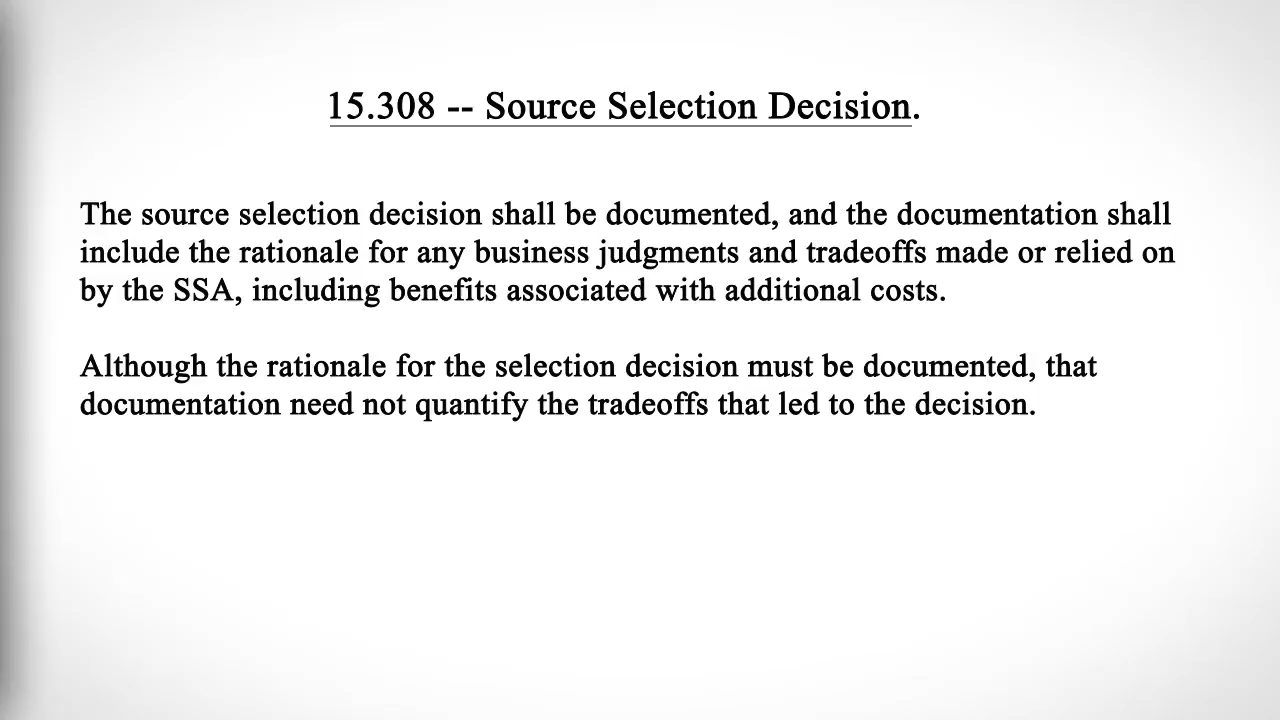 15.308 -- Source Selection Decision.
The source selection decision shall be documented, and the documentation shall
include the rationale for any business judgments and tradeoffs made or relied on
by the SSA, including benefits associated with additional costs.
Although the rationale for the selection decision must be documented, that
documentation need not quantify the tradeoffs that led to the decision.